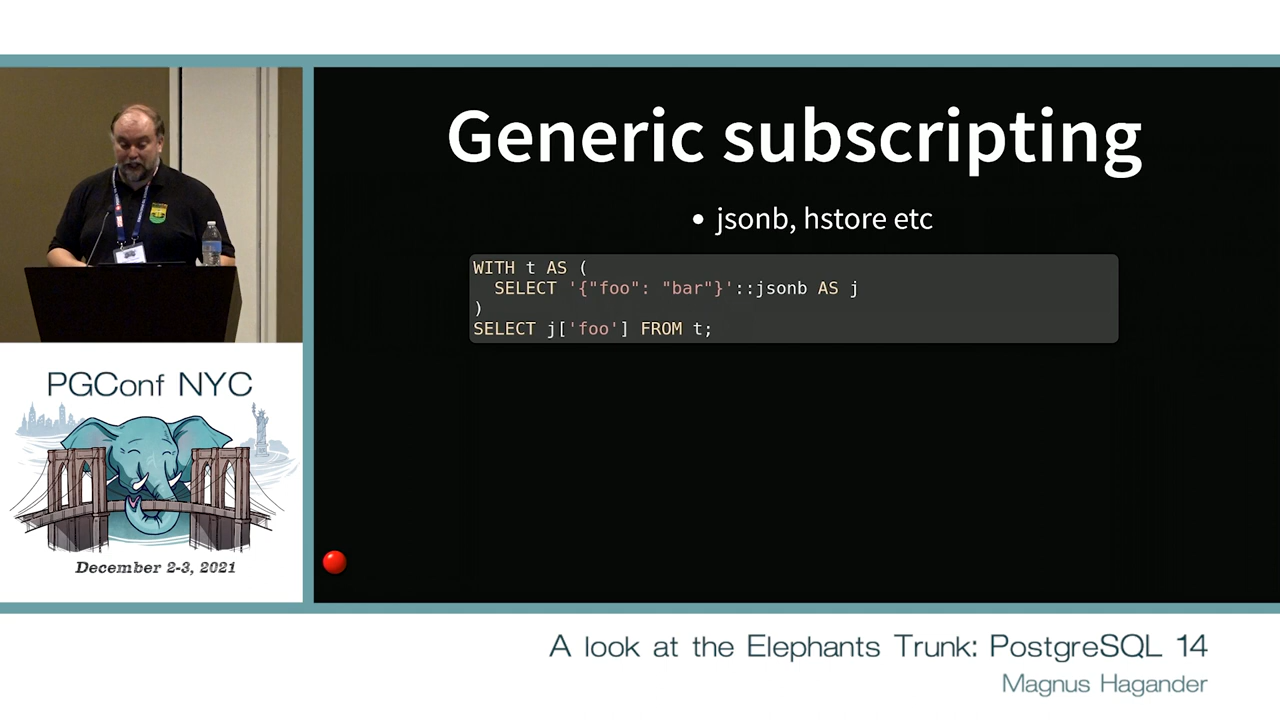 Generic subscripting
• jsonb, hstore etc
WITH t AS (
  SELECT '{"foo": "bar"}'::jsonb AS j
)
SELECT j['foo'] FROM t;
PGConf NYC
December 2-3, 2021
A look at the Elephants Trunk: PostgreSQL 14
Magnus Hagander